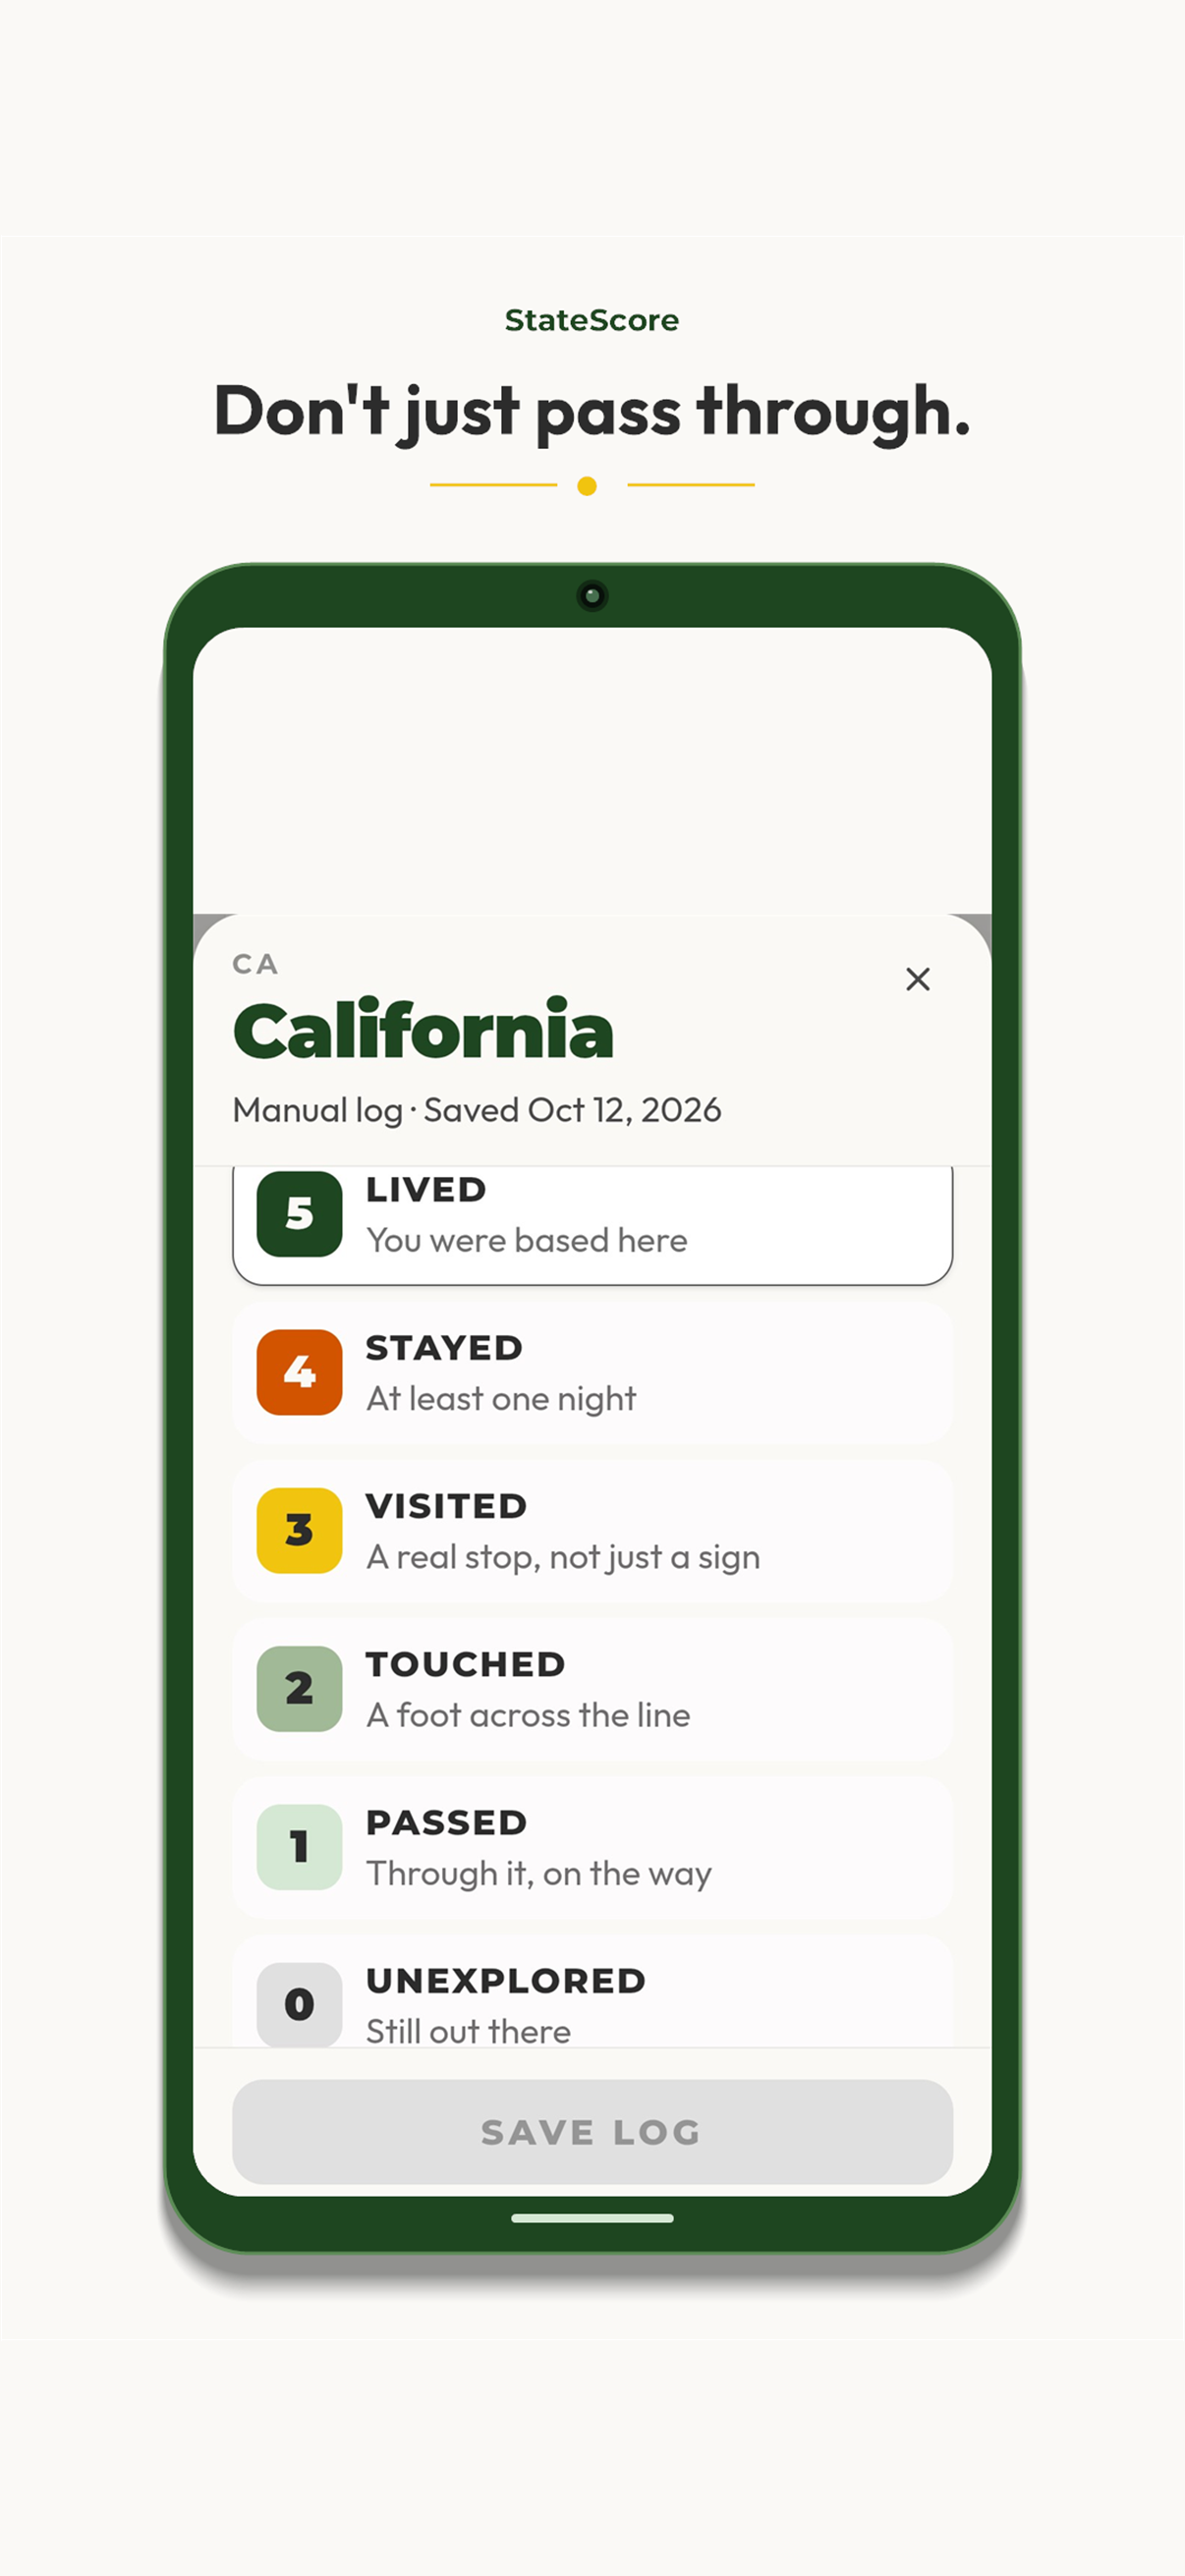 StateScore
Don't just pass through.
CA
California
Manual log · Saved Oct 12, 2026
5
LIVED
You were based here
4
STAYED
At least one night
3
VISITED
A real stop, not just a sign
2
TOUCHED
A foot across the line
1
PASSED
Through it, on the way
0
UNEXPLORED
Still out there
SAVE LOG